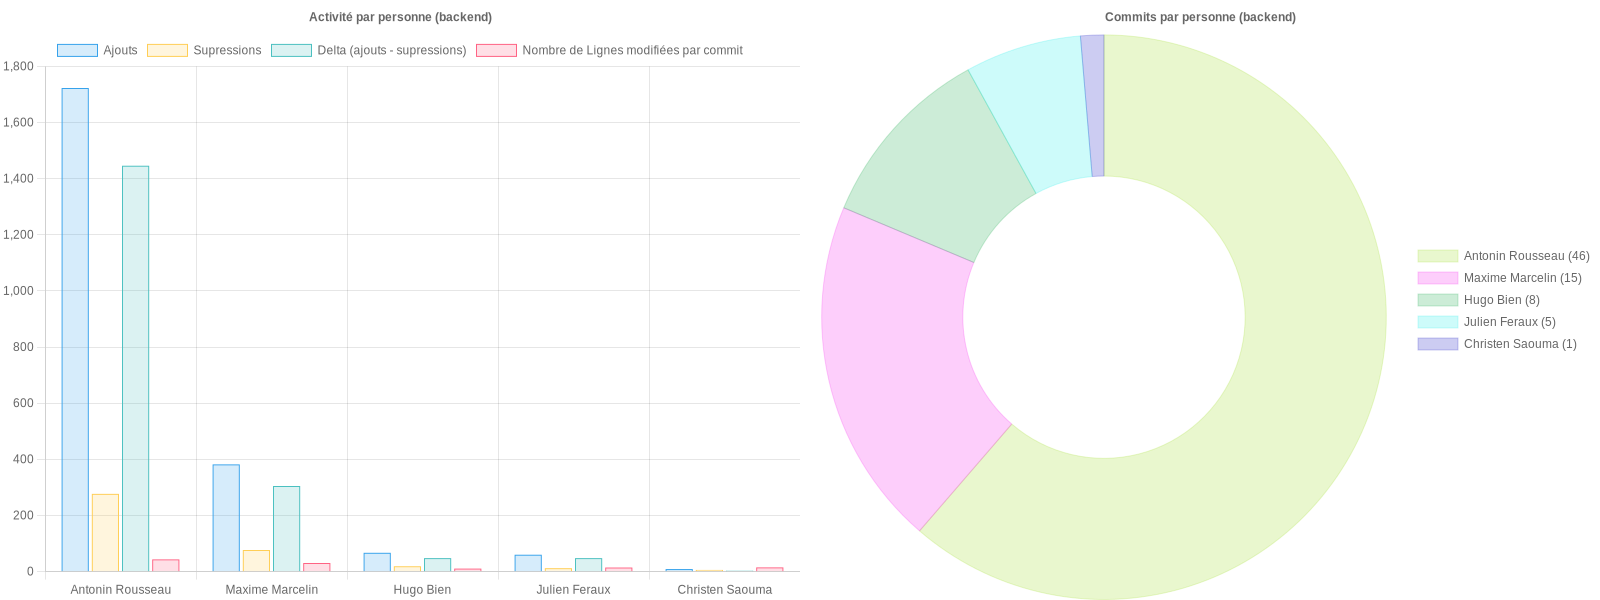 Activité par personne (backend)
Ajouts
Supressions
Delta (ajouts - supressions)
Nombre de Lignes modifiées par commit
1,800
1,600
1,400
1,200
1,000
800
600
400
200
0
Antonin Rousseau
Maxime Marcelin
Hugo Bien
Julien Feraux
Christen Saouma
Commits par personne (backend)
Antonin Rousseau (46)
Maxime Marcelin (15)
Hugo Bien (8)
Julien Feraux (5)
Christen Saouma (1)